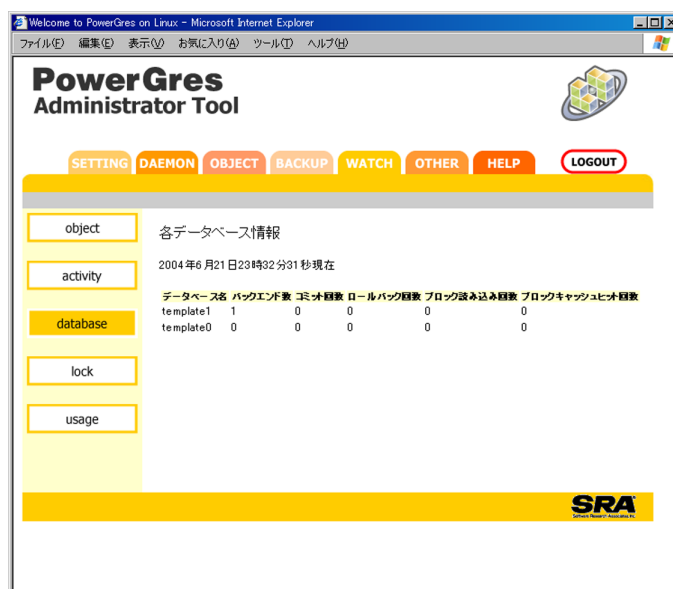 Welcome to PowerGres on Linux - Microsoft Internet Explorer
ファイル(F) 編集(E) 表示(V) お気に入り(A) ツール(T) ヘルプ(H)
PowerGres
Administrator Tool
SETTING DAEMON OBJECT BACKUP WATCH OTHER HELP LOGOUT
object
各データベース情報
activity
2004年6月21日23時32分31秒現在
データベース名 バックエンド数 コミット回数 ロールバック回数 ブロック読み込み回数 ブロックキャッシュヒット回数
template1 1 0 0 0 0
database
template0 0 0 0 0 0
lock
usage
SRA
Software Research Associates, Inc.